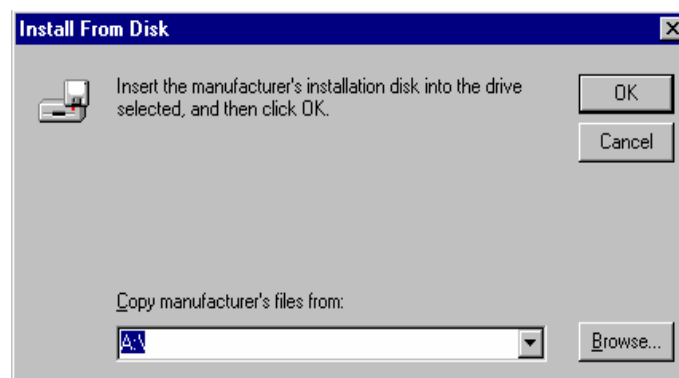 Install From Disk
Insert the manufacturer's installation disk into the drive
selected, and then click OK.
OK
Cancel
Copy manufacturer's files from:
A:\
Browse...